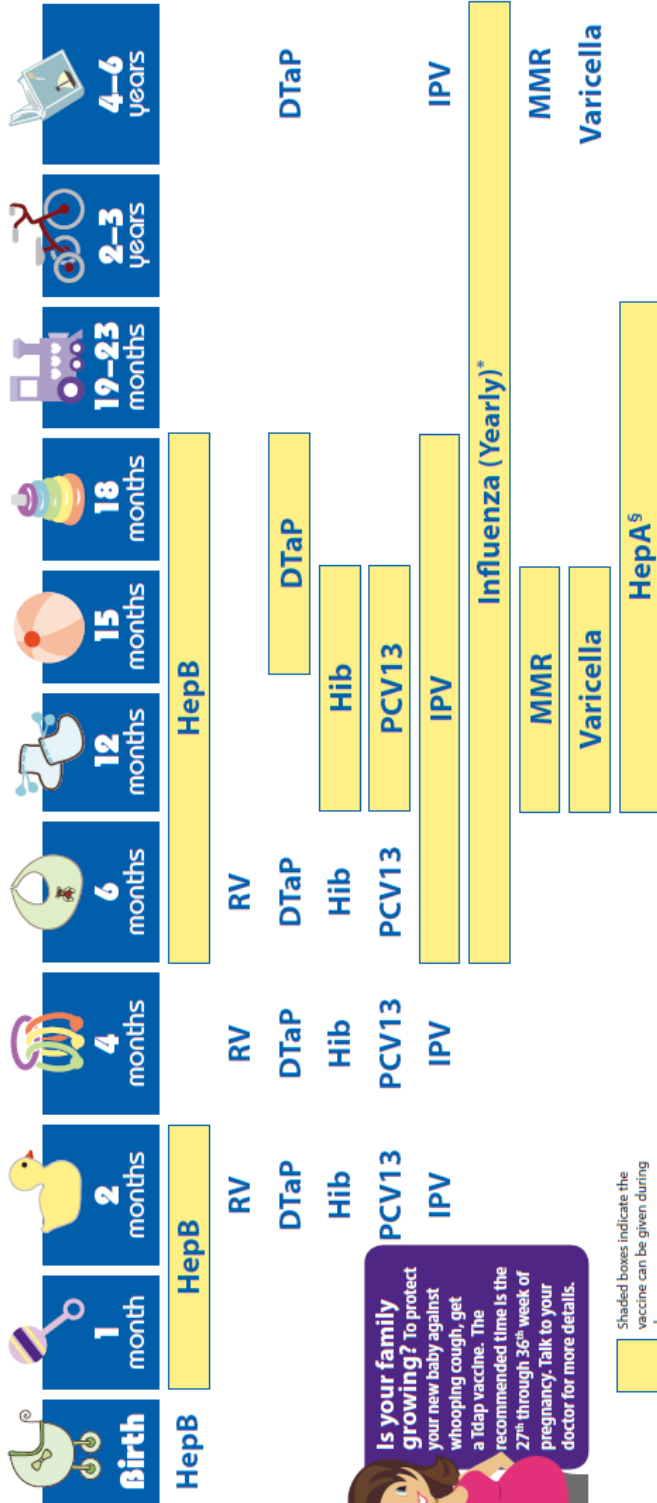 Birth
1
month
2
months
4
months
6
months
12
months
15
months
18
months
19–23
months
2–3
years
4–6
years
HepB
HepB
HepB
RV
RV
RV
DTaP
DTaP
DTaP
DTaP
DTaP
Hib
Hib
Hib
Hib
PCV13
PCV13
PCV13
PCV13
IPV
IPV
IPV
IPV
Influenza (Yearly)*
MMR
MMR
Varicella
Varicella
HepA§
Is your family
growing? To protect
your new baby against
whooping cough, get
a Tdap vaccine. The
recommended time is the
27th through 36th week of
pregnancy. Talk to your
doctor for more details.
Shaded boxes indicate the
vaccine can be given during